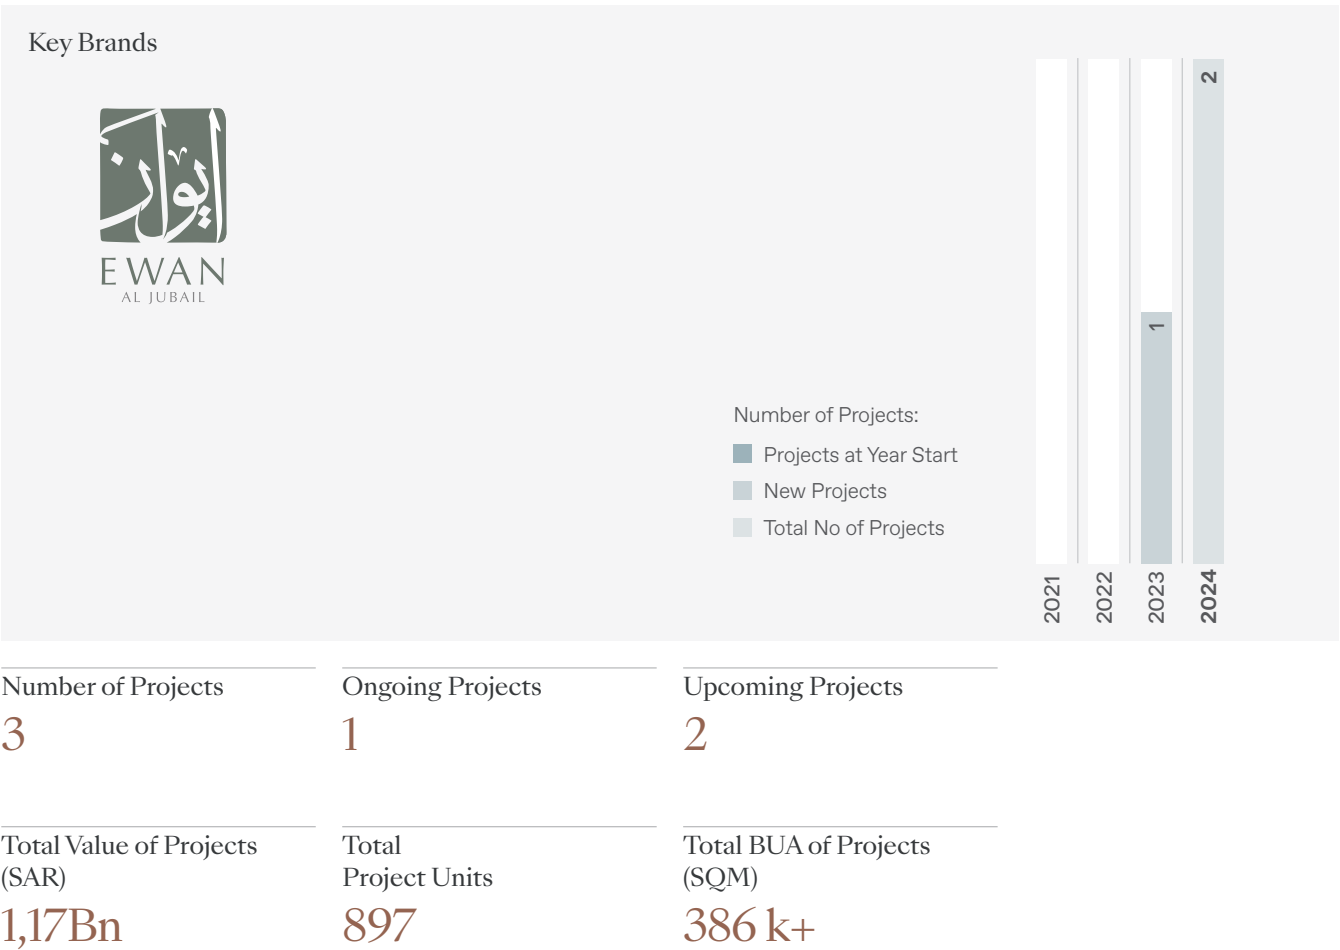 Key Brands
ايوان
EWAN
AL JUBAIL
2
1
Number of Projects:
Projects at Year Start
New Projects
Total No of Projects
2021
2022
2023
2024
Number of Projects
3
Ongoing Projects
1
Upcoming Projects
2
Total Value of Projects
(SAR)
1,17Bn
Total
Project Units
897
Total BUA of Projects
(SQM)
386 k+